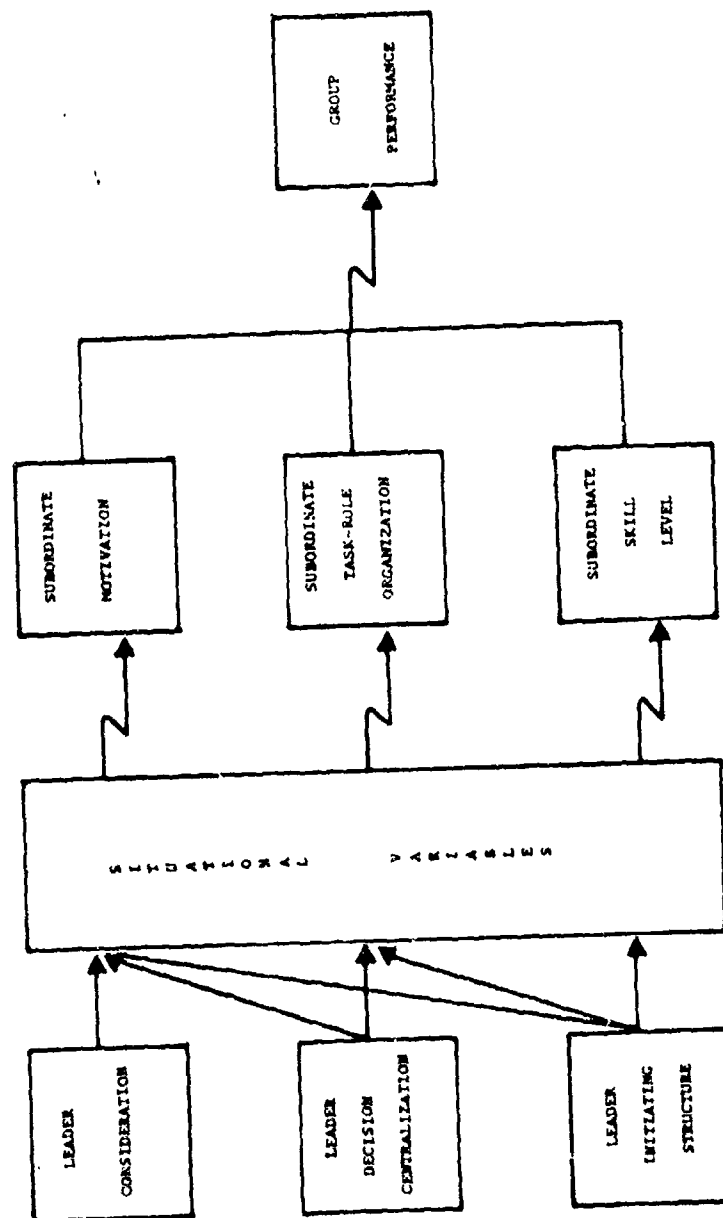 LEADER
CONSIDERATION
LEADER
DECISION
CENTRALIZATION
LEADER
INITIATING
STRUCTURE
SITUATIONAL
VARIABLES
SUBORDINATE
MOTIVATION
SUBORDINATE
TASK-ROLE
ORGANIZATION
SUBORDINATE
SKILL
LEVEL
GROUP
PERFORMANCE